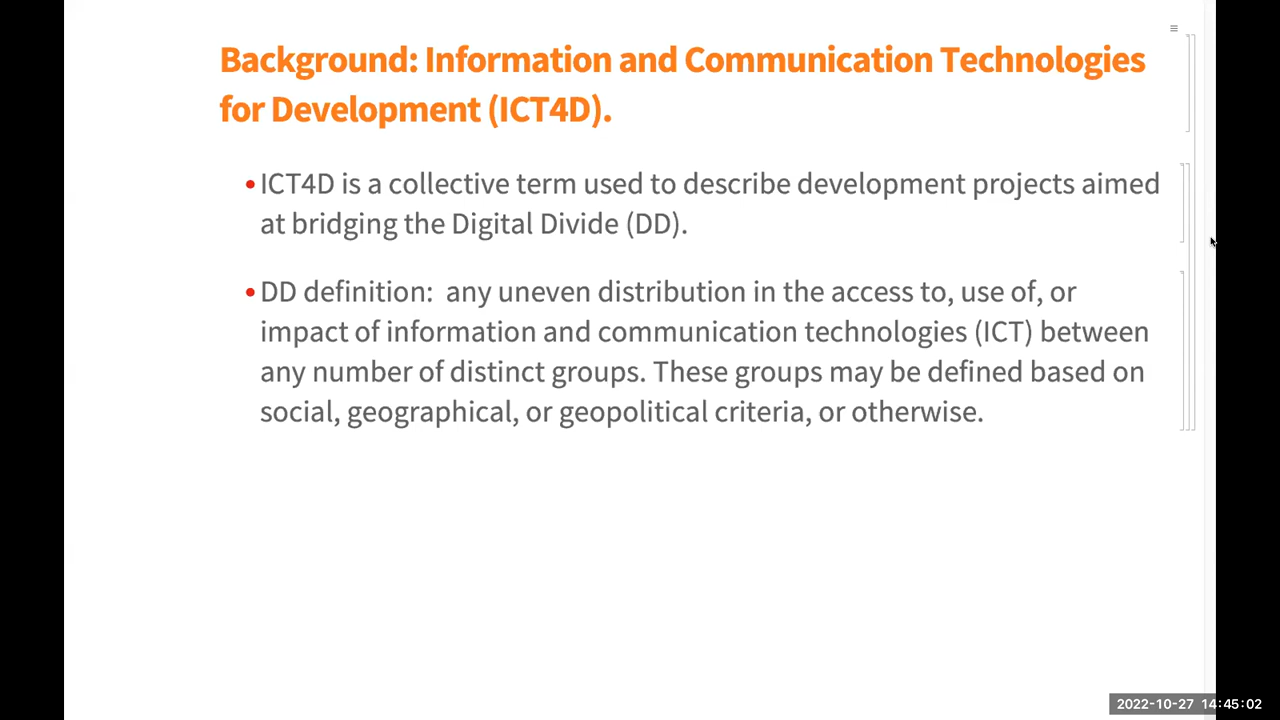 Background: Information and Communication Technologies
for Development (ICT4D).
•ICT4D is a collective term used to describe development projects aimed
at bridging the Digital Divide (DD).
•DD definition:  any uneven distribution in the access to, use of, or
impact of information and communication technologies (ICT) between
any number of distinct groups. These groups may be defined based on
social, geographical, or geopolitical criteria, or otherwise.
2022-10-27 14:45:02